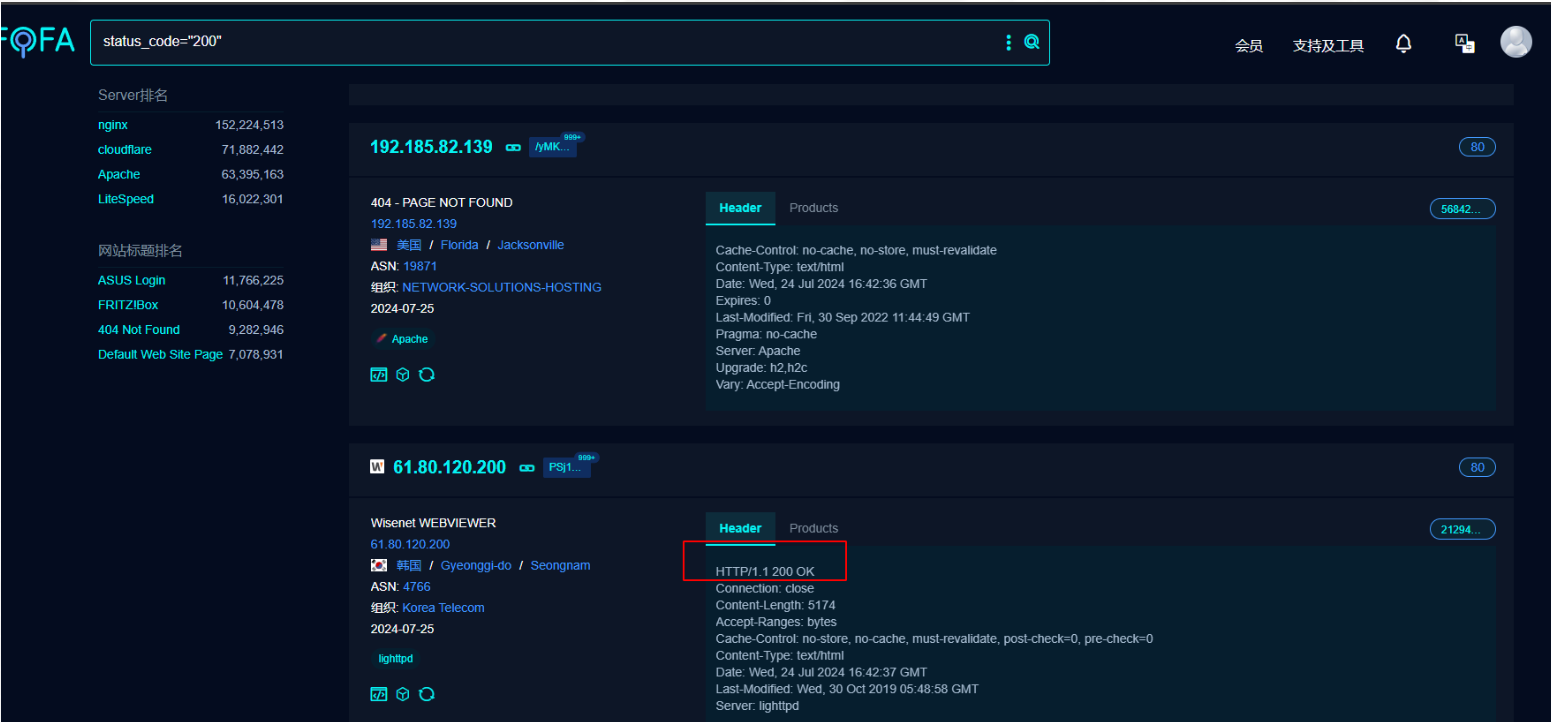 FOFA
status_code="200"
会员
支持及工具
Server排名
nginx 152,224,513
cloudflare 71,882,442
Apache 63,395,163
LiteSpeed 16,022,301
网站标题排名
ASUS Login 11,766,225
FRITZ!Box 10,604,478
404 Not Found 9,282,946
Default Web Site Page 7,078,931
192.185.82.139 /yMK... 999+
80
404 - PAGE NOT FOUND
192.185.82.139
美国 / Florida / Jacksonville
ASN: 19871
组织: NETWORK-SOLUTIONS-HOSTING
2024-07-25
Apache
Header Products
56842...
Cache-Control: no-cache, no-store, must-revalidate
Content-Type: text/html
Date: Wed, 24 Jul 2024 16:42:36 GMT
Expires: 0
Last-Modified: Fri, 30 Sep 2022 11:44:49 GMT
Pragma: no-cache
Server: Apache
Upgrade: h2,h2c
Vary: Accept-Encoding
W 61.80.120.200 PSj1... 999+
80
Wisenet WEBVIEWER
61.80.120.200
韩国 / Gyeonggi-do / Seongnam
ASN: 4766
组织: Korea Telecom
2024-07-25
lighttpd
Header Products
21294...
HTTP/1.1 200 OK
Connection: close
Content-Length: 5174
Accept-Ranges: bytes
Cache-Control: no-store, no-cache, must-revalidate, post-check=0, pre-check=0
Content-Type: text/html
Date: Wed, 24 Jul 2024 16:42:37 GMT
Last-Modified: Wed, 30 Oct 2019 05:48:58 GMT
Server: lighttpd